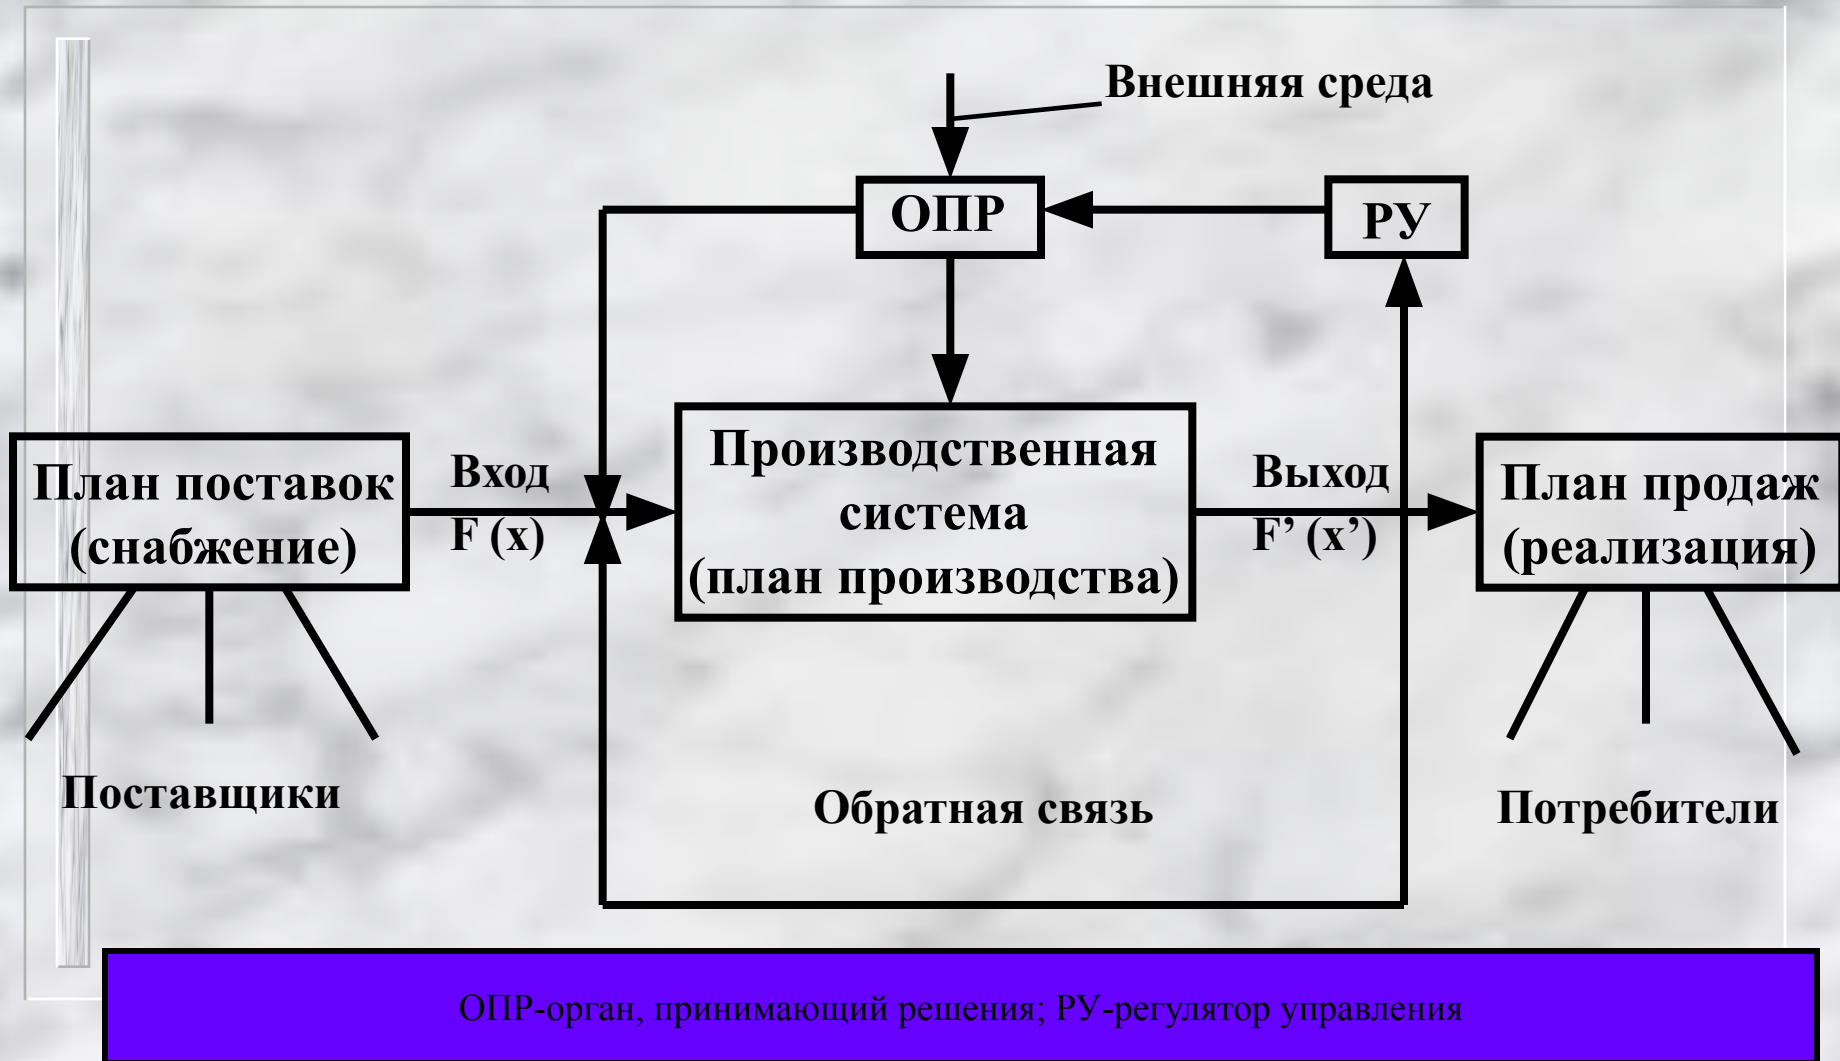 Внешняя среда
ОПР
РУ
План поставок
(снабжение)
Вход
F (x)
Производственная
система
(план производства)
Выход
F’ (x’)
План продаж
(реализация)
Поставщики
Обратная связь
Потребители
ОПР-орган, принимающий решения; РУ-регулятор управления